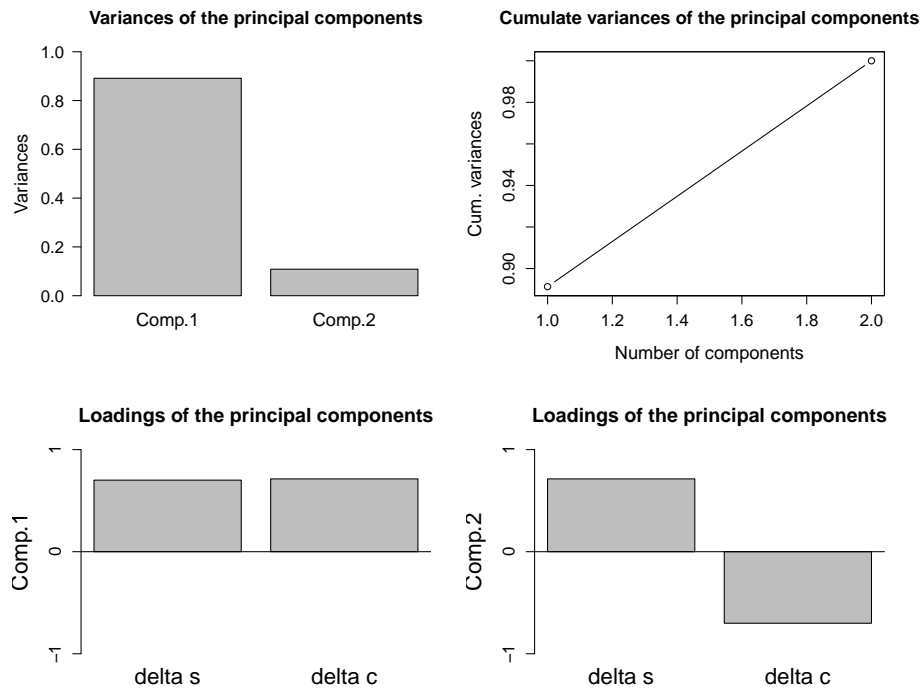 Variances of the principal components
Variances
1.0
0.8
0.6
0.4
0.2
0.0
Comp.1 Comp.2
Cumulate variances of the principal components
Cum. variances
0.98
0.94
0.90
1.0 1.2 1.4 1.6 1.8 2.0
Number of components
Loadings of the principal components
Comp.1
1
0
−1
delta s delta c
Loadings of the principal components
Comp.2
1
0
−1
delta s delta c